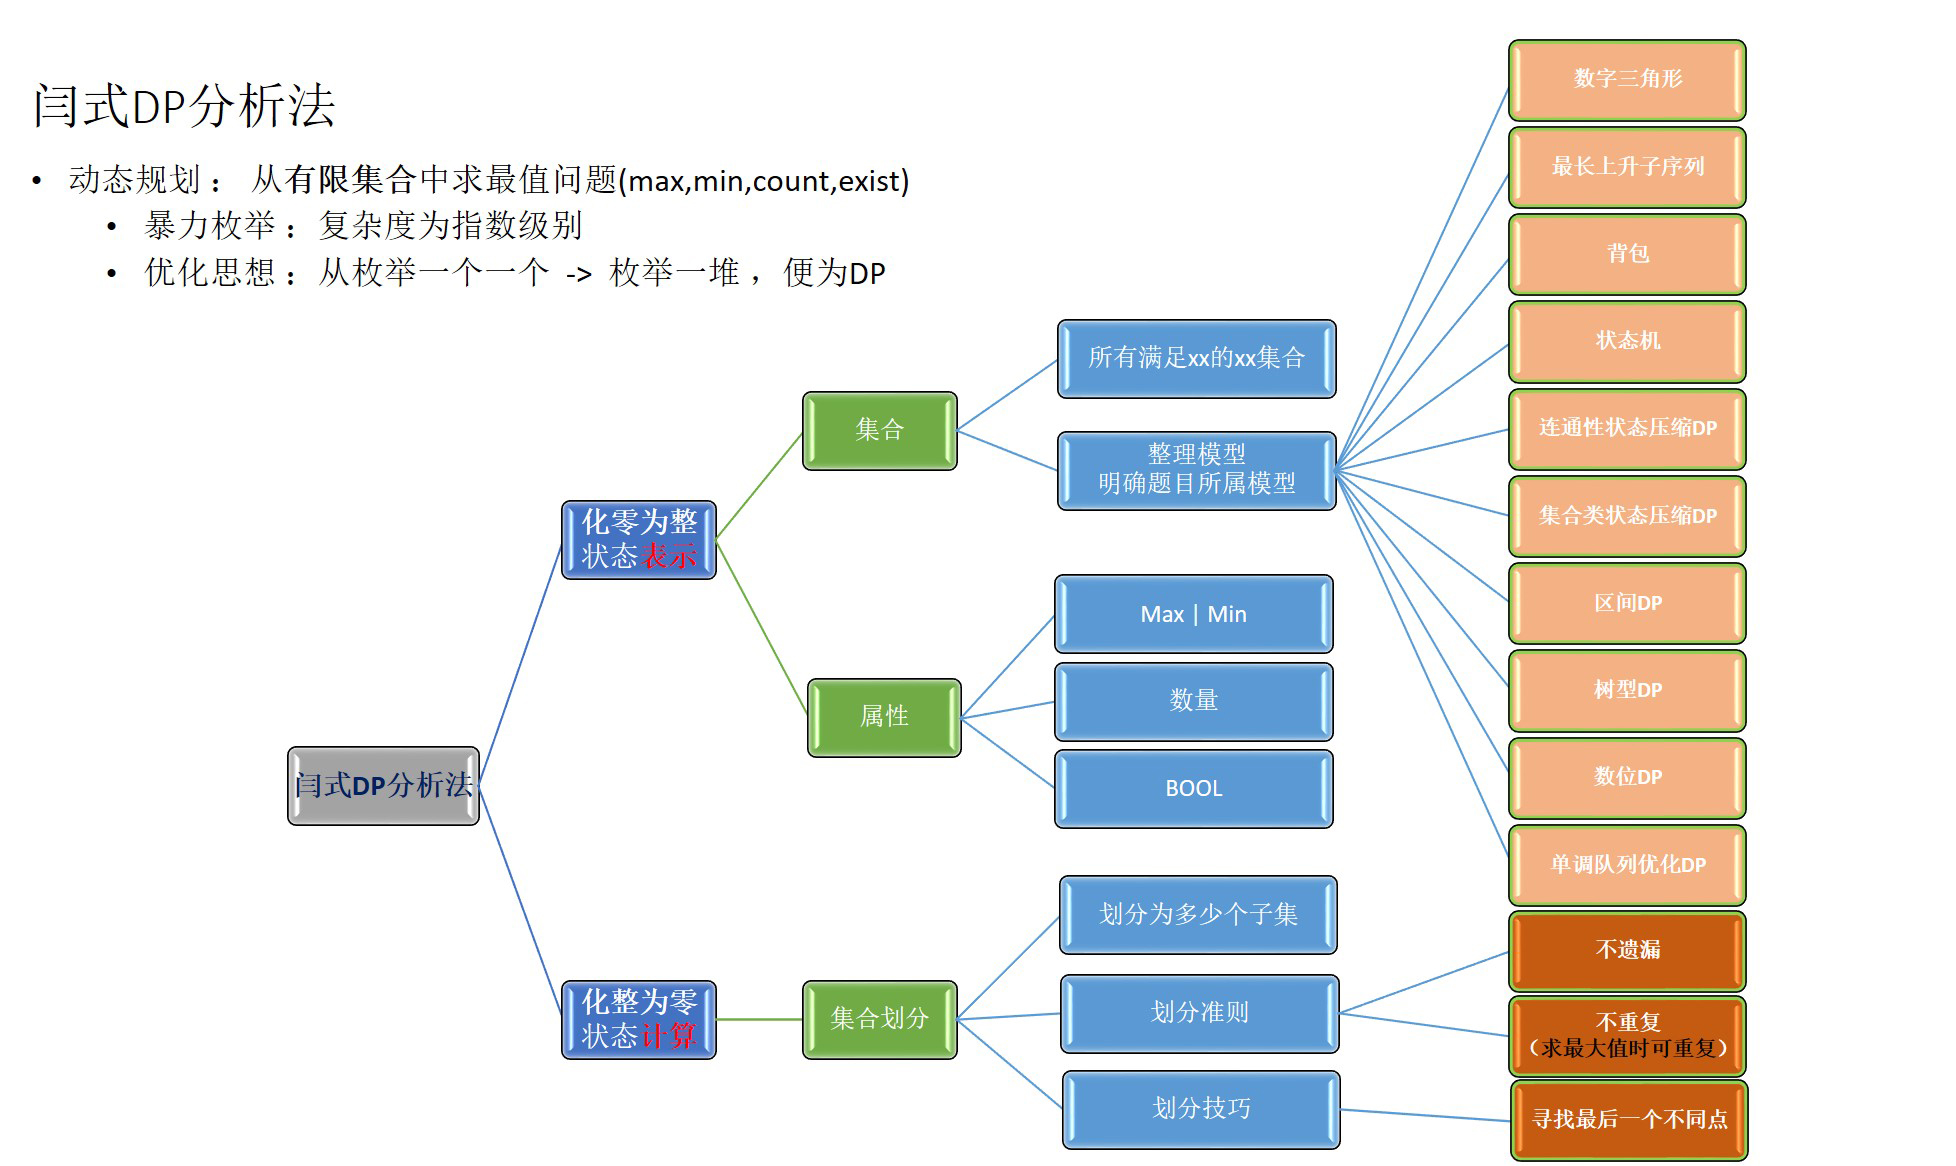 闫式DP分析法
• 动态规划： 从有限集合中求最值问题(max,min,count,exist)
• 暴力枚举：复杂度为指数级别
• 优化思想：从枚举一个一个 -> 枚举一堆，便为DP
闫式DP分析法
化零为整
状态表示
集合
所有满足xx的xx集合
整理模型
明确题目所属模型
数字三角形
最长上升子序列
背包
状态机
连通性状态压缩DP
集合类状态压缩DP
区间DP
树型DP
数位DP
单调队列优化DP
属性
Max | Min
数量
BOOL
化整为零
状态计算
集合划分
划分为多少个子集
划分准则
不遗漏
不重复
（求最大值时可重复）
划分技巧
寻找最后一个不同点